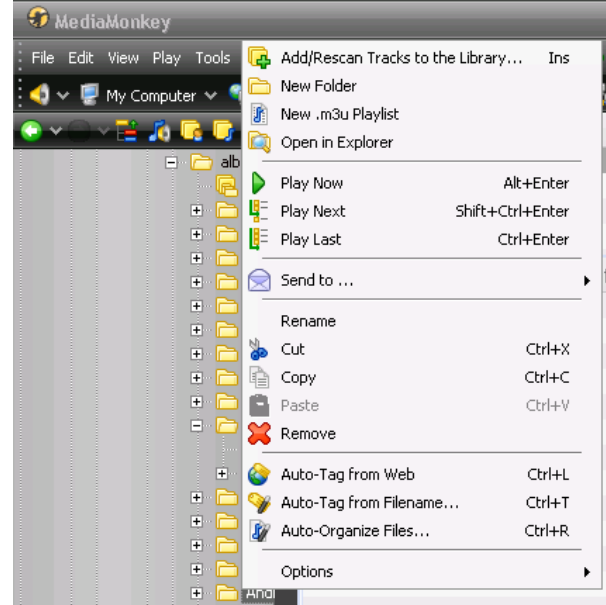 MediaMonkey
File Edit View Play Tools
My Computer
alb
Add/Rescan Tracks to the Library... Ins
New Folder
New .m3u Playlist
Open in Explorer
Play Now Alt+Enter
Play Next Shift+Ctrl+Enter
Play Last Ctrl+Enter
Send to ...
Rename
Cut Ctrl+X
Copy Ctrl+C
Paste Ctrl+V
Remove
Auto-Tag from Web Ctrl+L
Auto-Tag from Filename... Ctrl+T
Auto-Organize Files... Ctrl+R
Options